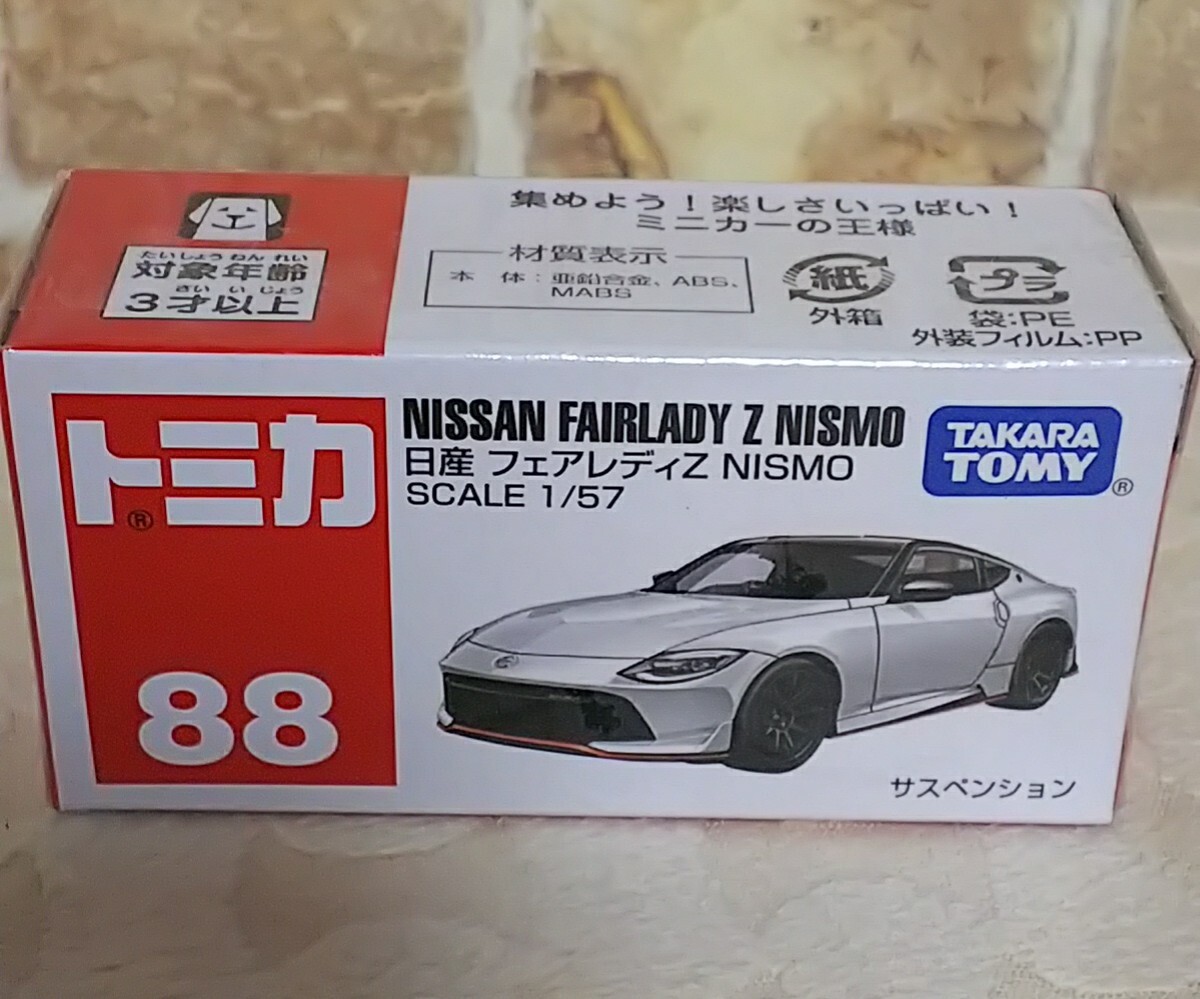 たいしょうねんれい
対象年齢
さい いじょう
3才以上
集めよう！楽しさいっぱい！
ミニカーの王様
材質表示
本 体：亜鉛合金、ABS、
MABS
紙
外箱
プラ
袋:PE
外装フィルム:PP
トミカ®
88
NISSAN FAIRLADY Z NISMO
日産 フェアレディZ NISMO
SCALE 1/57
TAKARA
TOMY®
サスペンション